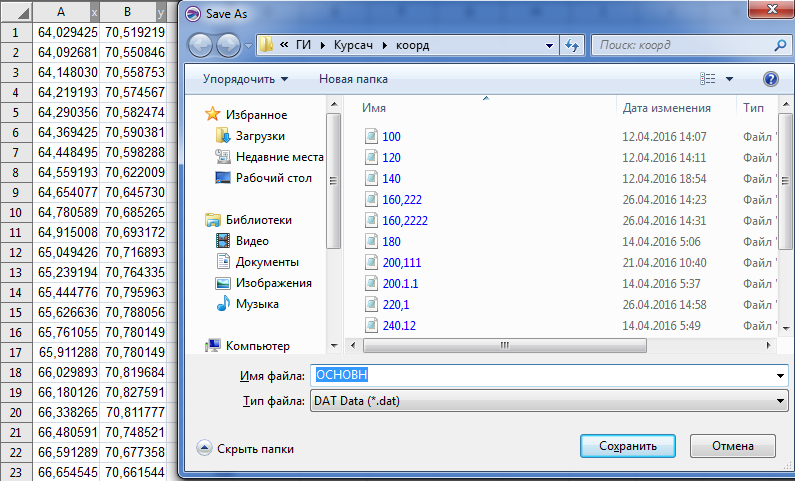 A x B y
1 64,029425 70,519219
2 64,092681 70,550846
3 64,148030 70,558753
4 64,219193 70,574567
5 64,290356 70,582474
6 64,369425 70,590381
7 64,448495 70,598288
8 64,559193 70,622009
9 64,654077 70,645730
10 64,780589 70,685265
11 64,915008 70,693172
12 65,049426 70,716893
13 65,239194 70,764335
14 65,444776 70,795963
15 65,626636 70,788056
16 65,761055 70,780149
17 65,911288 70,780149
18 66,029893 70,819684
19 66,180126 70,827591
20 66,338265 70,811777
21 66,480591 70,748521
22 66,591289 70,677358
23 66,654545 70,661544
Save As
« ГИ Курсач коорд
Поиск: коорд
Упорядочить Новая папка
Избранное
Загрузки
Недавние места
Рабочий стол
Библиотеки
Видео
Документы
Изображения
Музыка
Компьютер
Имя Дата изменения Тип
100 12.04.2016 14:07 Файл "
120 12.04.2016 14:11 Файл "
140 12.04.2016 18:54 Файл "
160,222 26.04.2016 14:23 Файл "
160,2222 26.04.2016 14:31 Файл "
180 14.04.2016 5:06 Файл "
200,111 21.04.2016 10:40 Файл "
200.1.1 14.04.2016 5:37 Файл "
220,1 26.04.2016 14:58 Файл "
240.12 14.04.2016 5:49 Файл "
Имя файла: ОСНОВН
Тип файла: DAT Data (*.dat)
Скрыть папки Сохранить Отмена